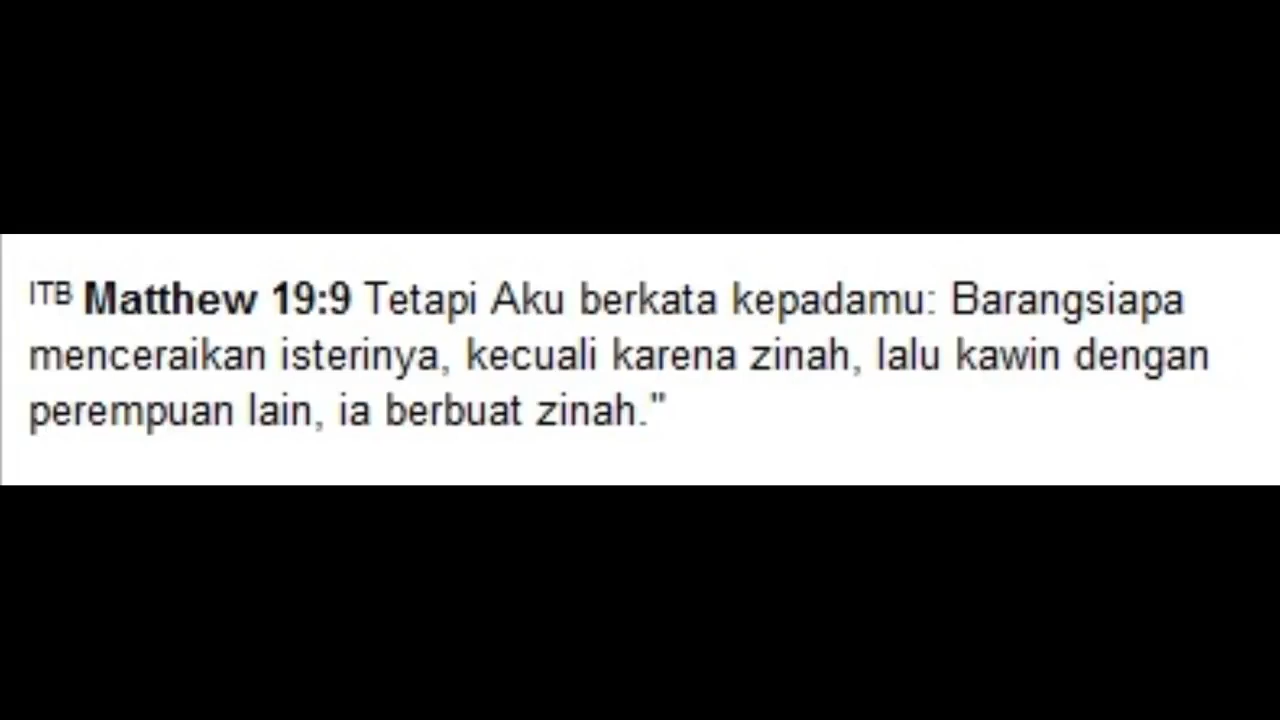 ITB Matthew 19:9 Tetapi Aku berkata kepadamu: Barangsiapa
menceraikan isterinya, kecuali karena zinah, lalu kawin dengan
perempuan lain, ia berbuat zinah."